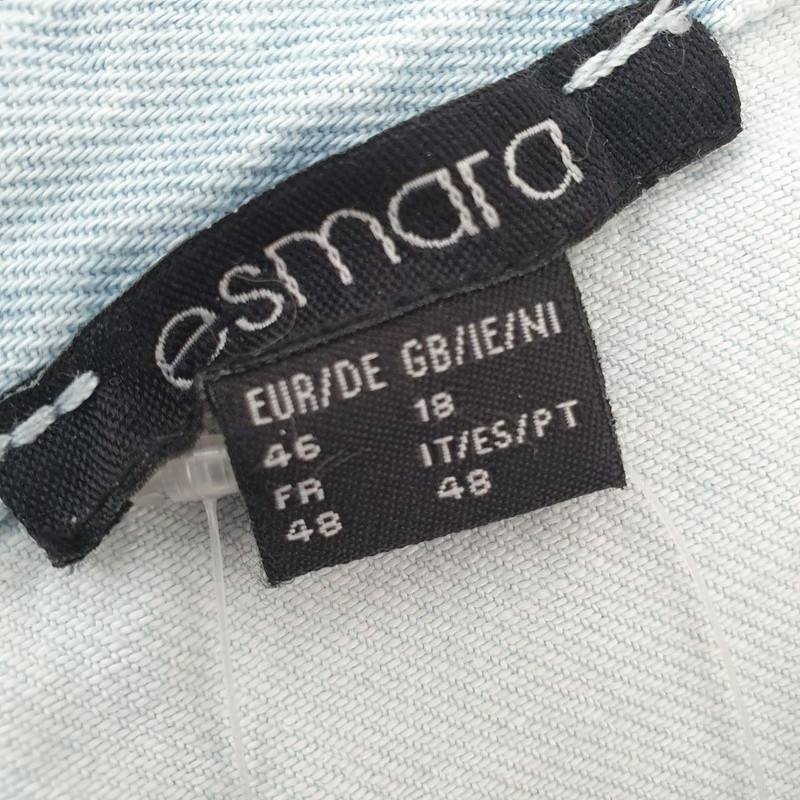 esmara
EUR/DE GB/IE/NI
46 18
FR IT/ES/PT
48 48